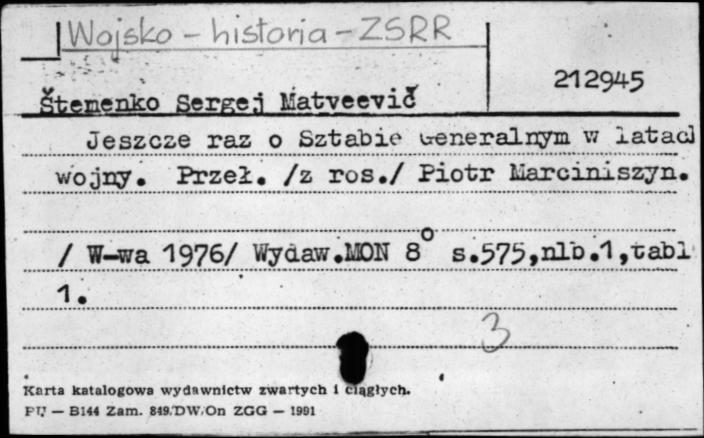 Wojsko - historia - ZSRR
212945
Štemenko Sergej Matveevič
Jeszcze raz o Sztabie Generalnym w latach
wojny. Przeł. /z ros./ Piotr Marciniszyn.
/ W-wa 1976/ Wydaw.MON 8° s.575,nlb.1,tabl
1.
3
Karta katalogowa wydawnictw zwartych i ciągłych.
PU — B144 Zam. 849/DW/On ZGG — 1991